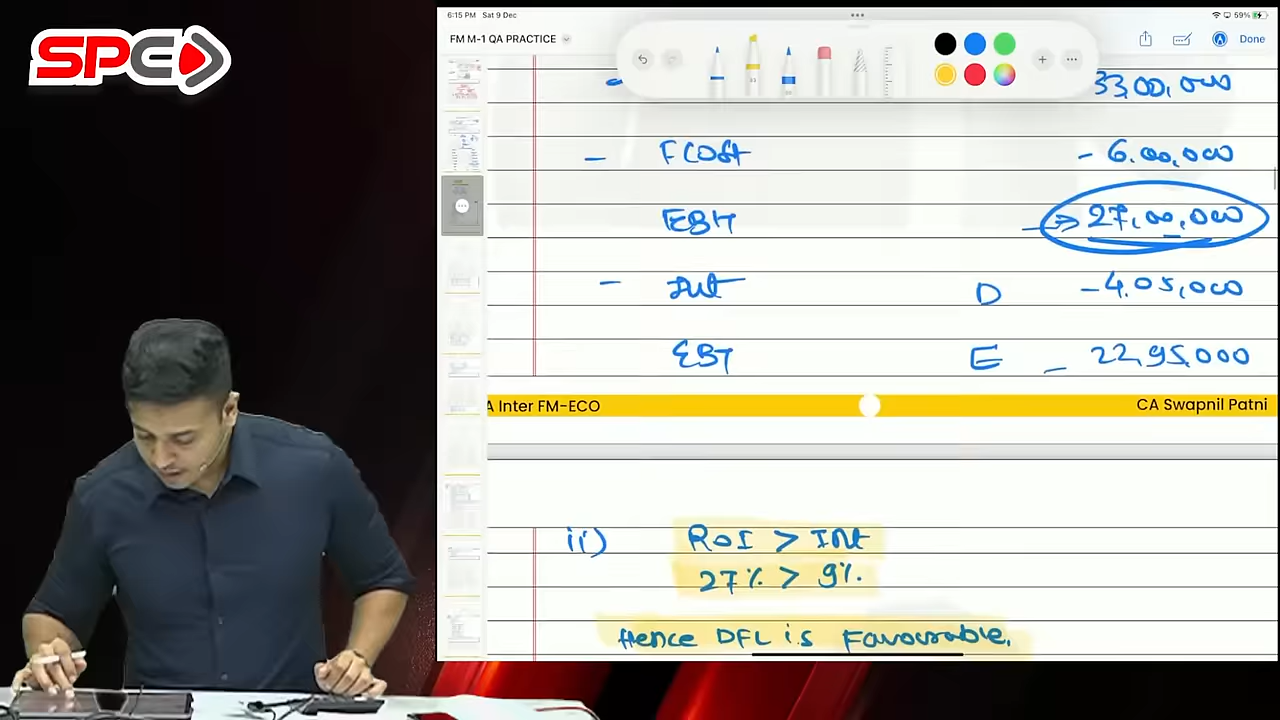 SPC
6:15 PM Sat 9 Dec
59%
FM M-1 QA PRACTICE
Done
33,00,000
- FCost - 6,00,000
EBIT → 27,00,000
- Int D - 4,05,000
EBT E - 22,95,000
A Inter FM-ECO
CA Swapnil Patni
ii) ROI > INt
27% > 9%.
Hence DFL is Favourable.